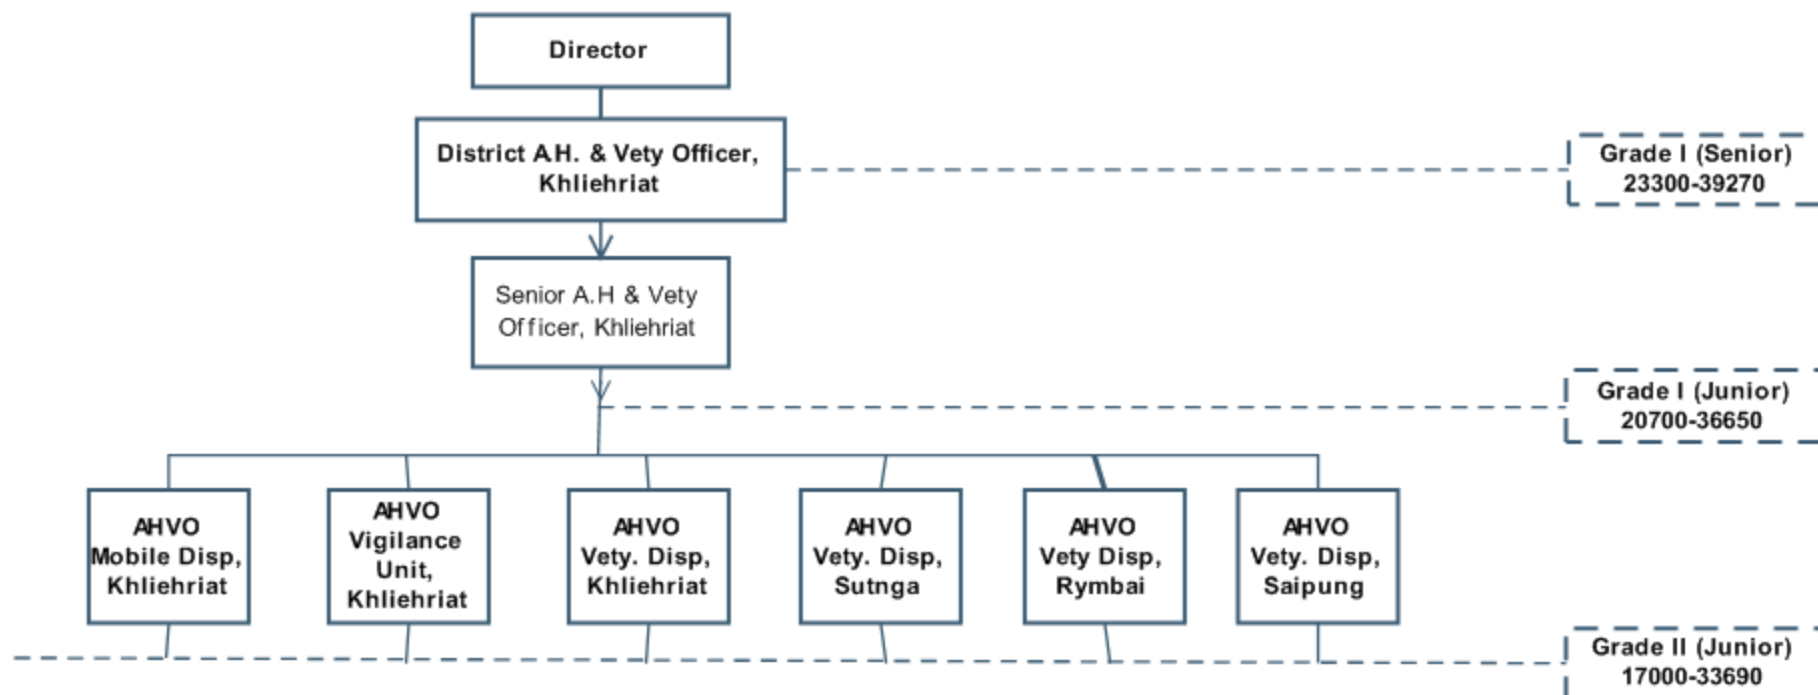 Director
District A.H. & Vety Officer,
Khliehriat
Grade I (Senior)
23300-39270
Senior A.H & Vety
Officer, Khliehriat
Grade I (Junior)
20700-36650
AHVO
Mobile Disp,
Khliehriat
AHVO
Vigilance
Unit,
Khliehriat
AHVO
Vety. Disp,
Khliehriat
AHVO
Vety. Disp,
Sutnga
AHVO
Vety Disp,
Rymbai
AHVO
Vety. Disp,
Saipung
Grade II (Junior)
17000-33690